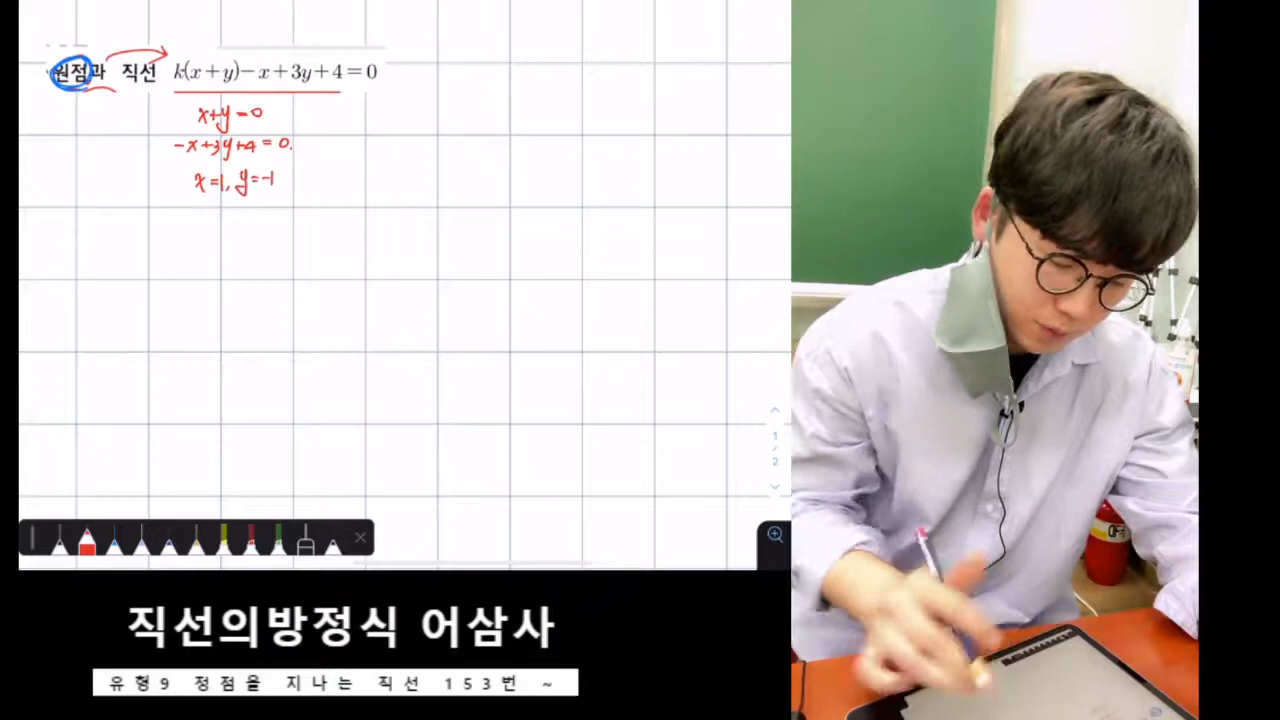 원점과 직선 k(x+y)-x+3y+4=0
x+y=0
-x+3y+4=0.
x=1, y=-1
1
/
2
직선의방정식 어삼사
유형9 정점을 지나는 직선 153번 ~